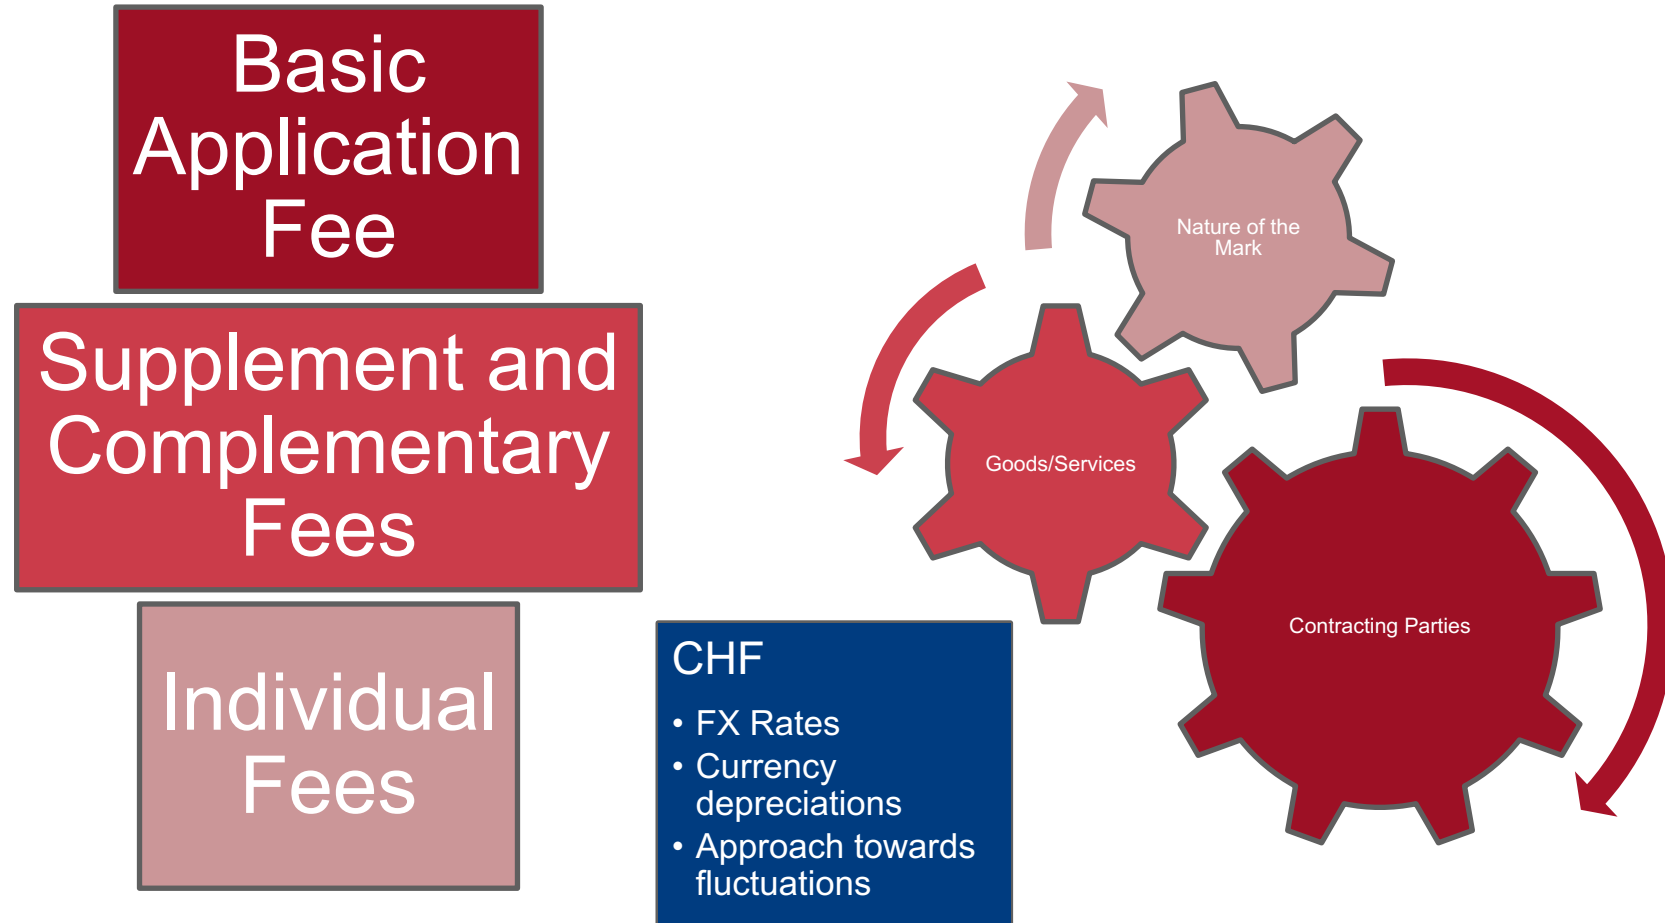 Basic
Application
Fee
Supplement and
Complementary
Fees
Individual
Fees
CHF
• FX Rates
• Currency
depreciations
• Approach towards
fluctuations
Nature of the
Mark
Goods/Services
Contracting Parties